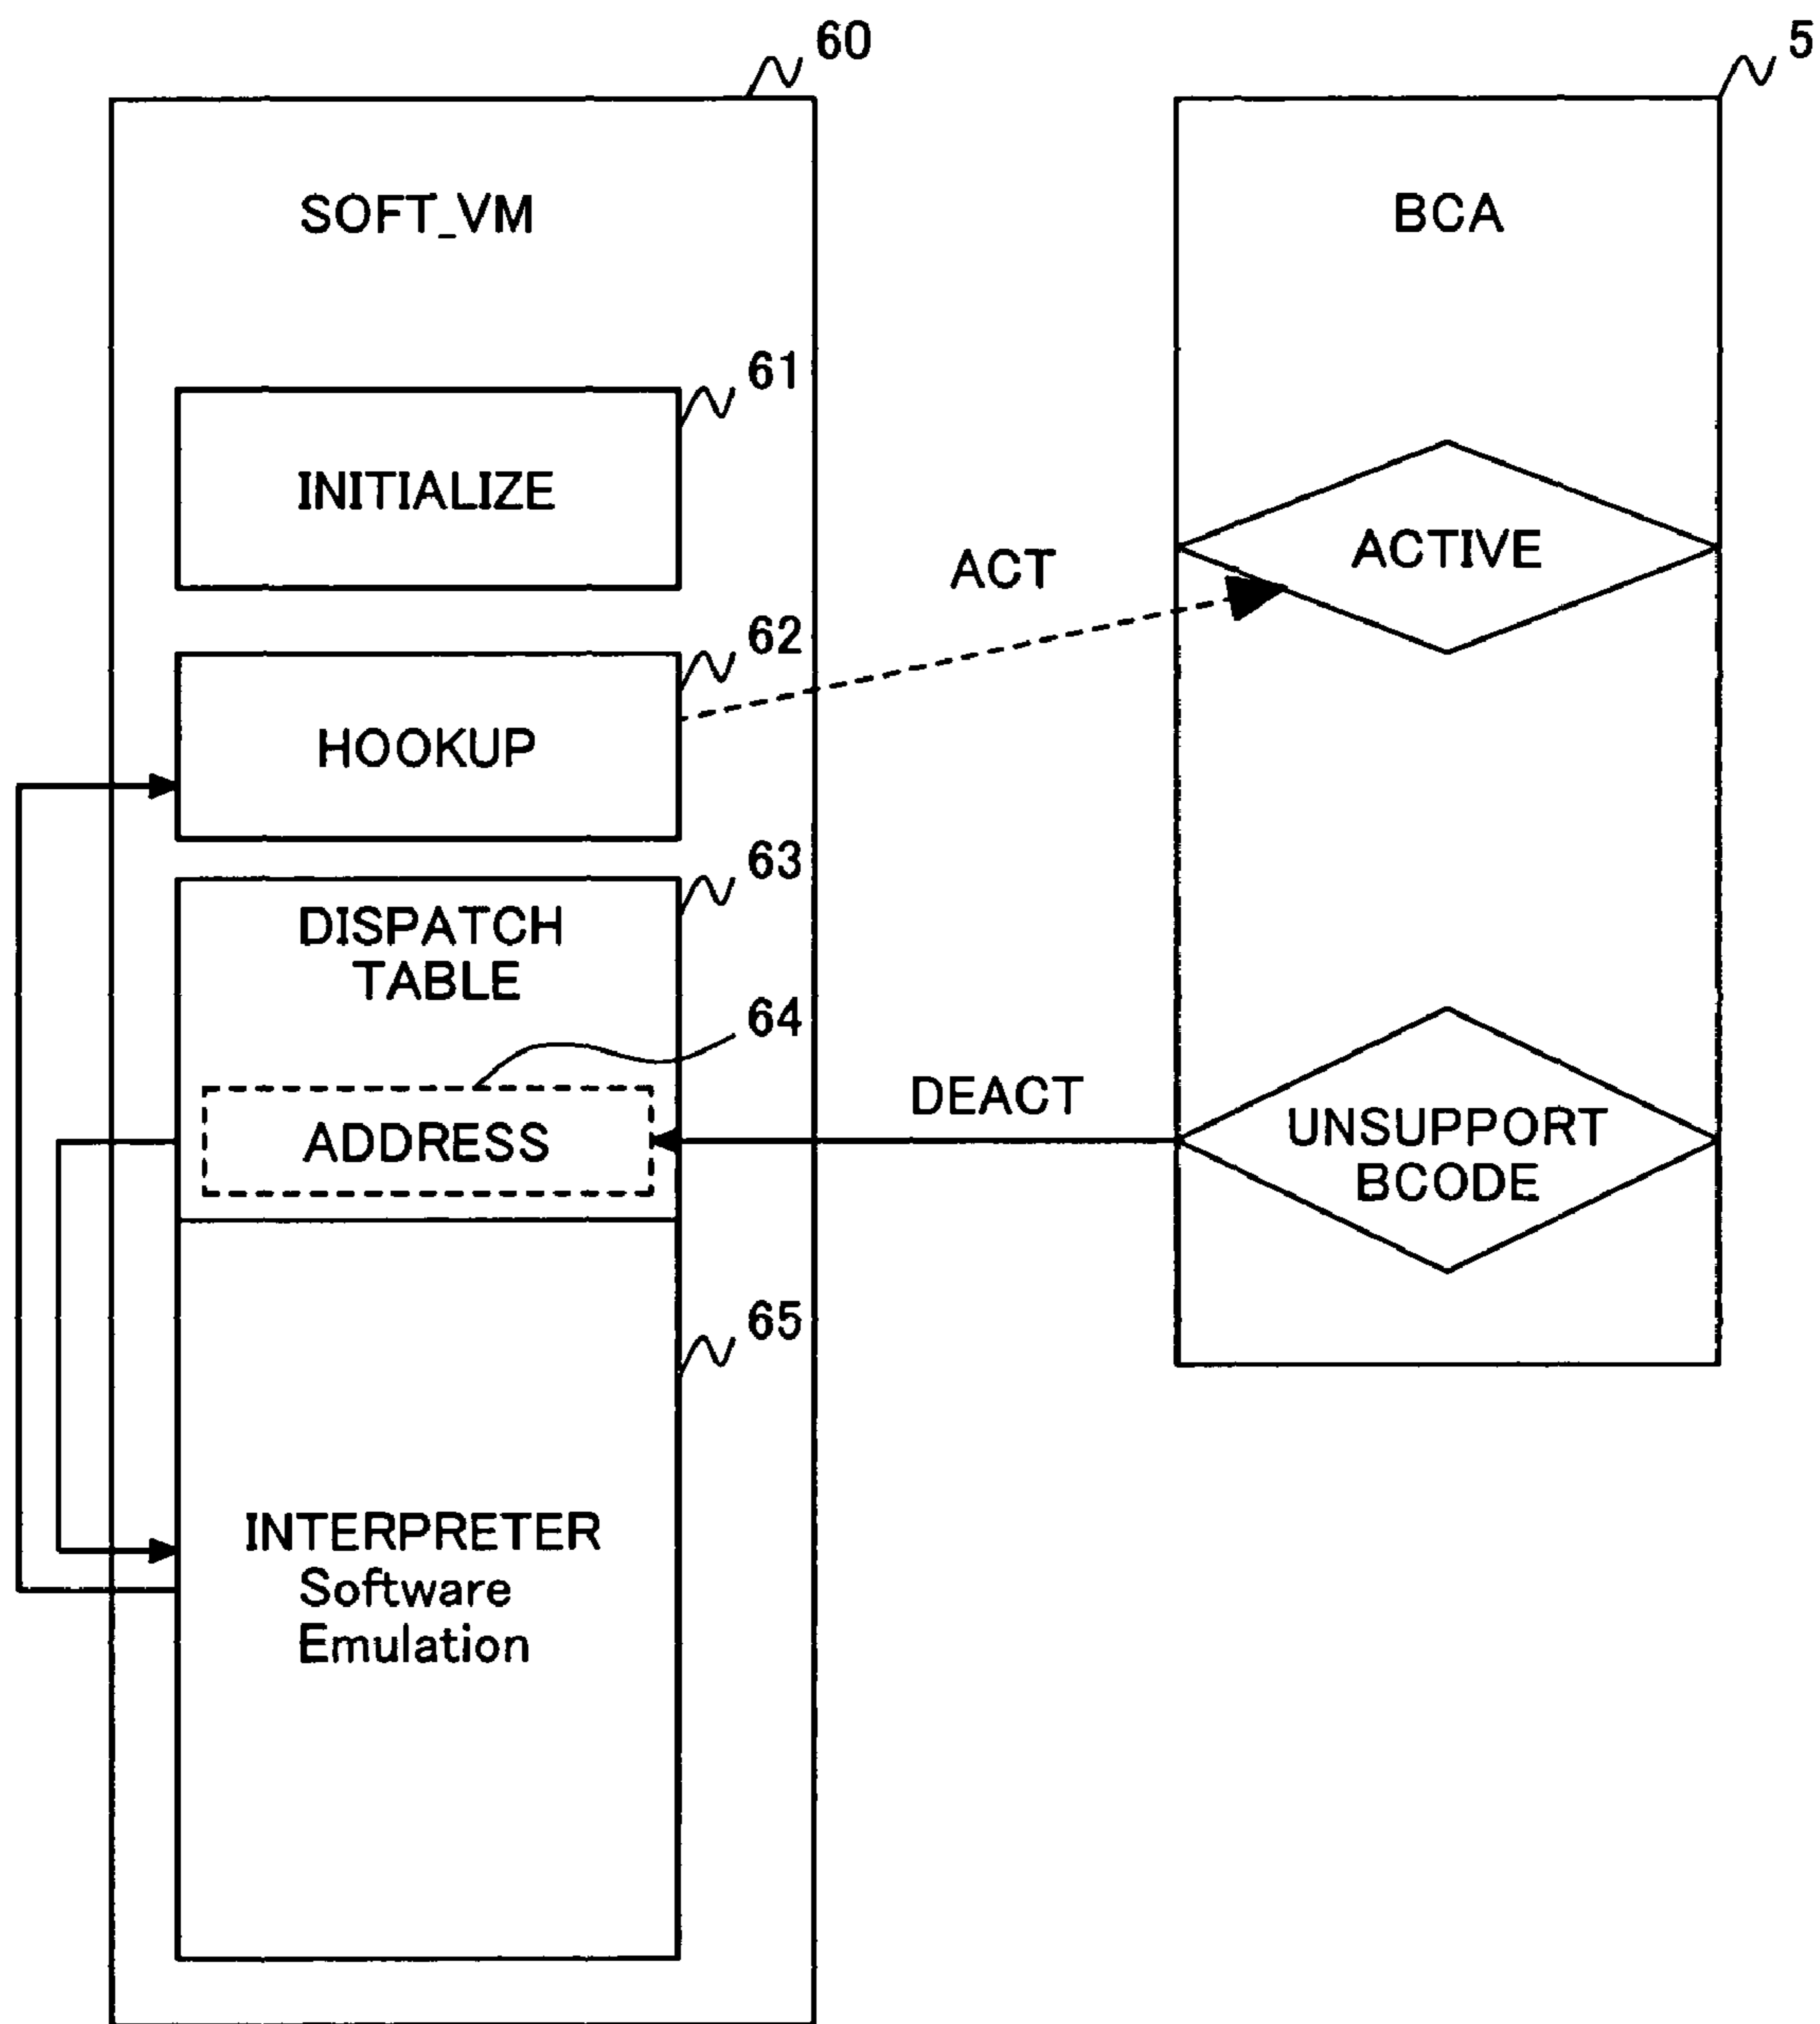 60
5
SOFT_VM
BCA
61
INITIALIZE
ACTIVE
ACT
62
HOOKUP
63
DISPATCH
TABLE
64
ADDRESS
DEACT
UNSUPPORT
BCODE
65
INTERPRETER
Software
Emulation